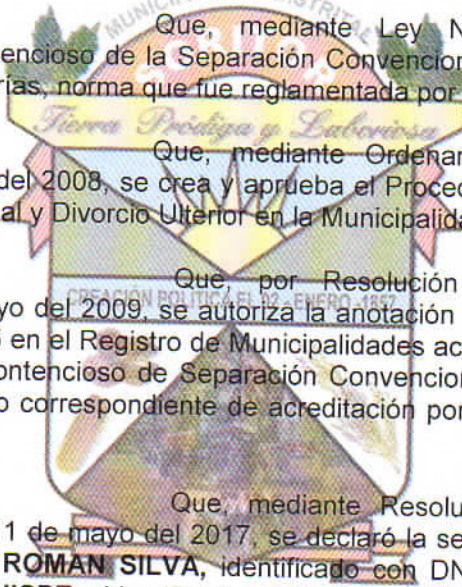 MUNICIPALIDAD DISTRITAL
SOCRITOR
Que, mediante Ley N
encioso de la Separación Convencion
rías, norma que fue reglamentada por
Tierra Pródiga y Laboriosa
Que, mediante Ordenan
del 2008, se crea y aprueba el Proced
al y Divorcio Ulterior en la Municipalida
Que, por Resolución
CREACIÓN POLÍTICA EL 02 - ENERO - 1857
yo del 2009, se autoriza la anotación
en el Registro de Municipalidades ac
ontencioso de Separación Convencion
o correspondiente de acreditación por
Que, mediante Resolu
1 de mayo del 2017, se declaró la se
ROMAN SILVA, identificado con DN